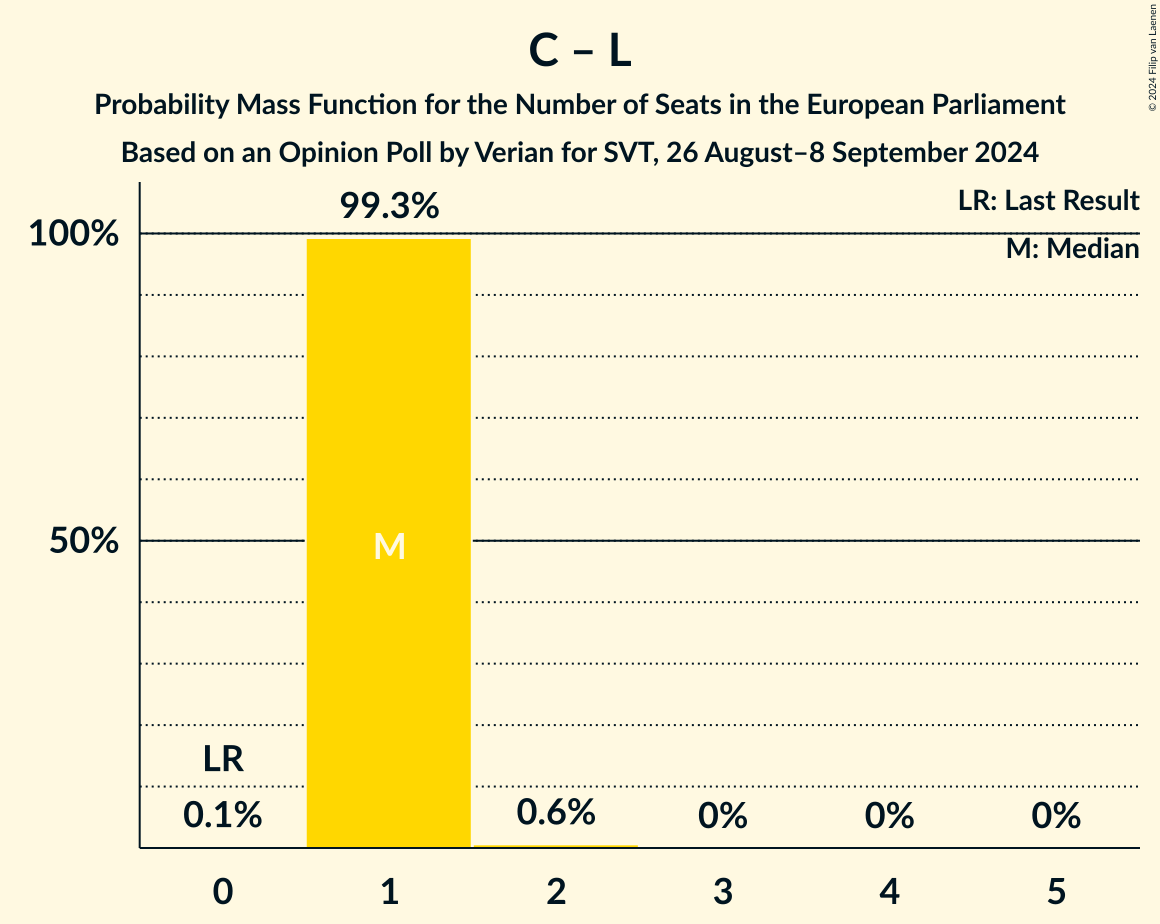 C – L
Probability Mass Function for the Number of Seats in the European Parliament
Based on an Opinion Poll by Verian for SVT, 26 August–8 September 2024
© 2024 Filip van Laenen
LR: Last Result
M: Median
99.3%
100%
50%
M
LR
0.1%
0.6%
0%
0%
0%
0
1
2
3
4
5